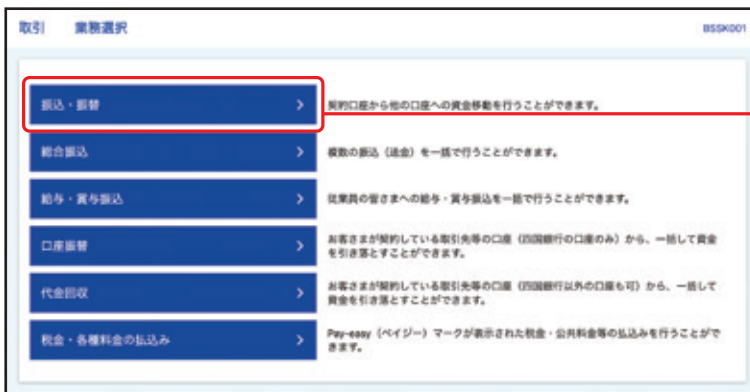 取引 業務選択 BSSK001
振込・振替 契約口座から他の口座への資金移動を行うことができます。
総合振込 複数の振込(送金)を一括で行うことができます。
給与・賞与振込 従業員の皆さまへの給与・賞与振込を一括で行うことができます。
口座振替 お客さまが契約している取引先等の口座(四国銀行の口座のみ)から、一括して資金
を引き落とすことができます。
代金回収 お客さまが契約している取引先等の口座(四国銀行以外の口座も可)から、一括して
資金を引き落とすことができます。
税金・各種料金の払込み Pay-easy(ペイジー)マークが表示された税金・公共料金等の払込みを行うことがで
きます。